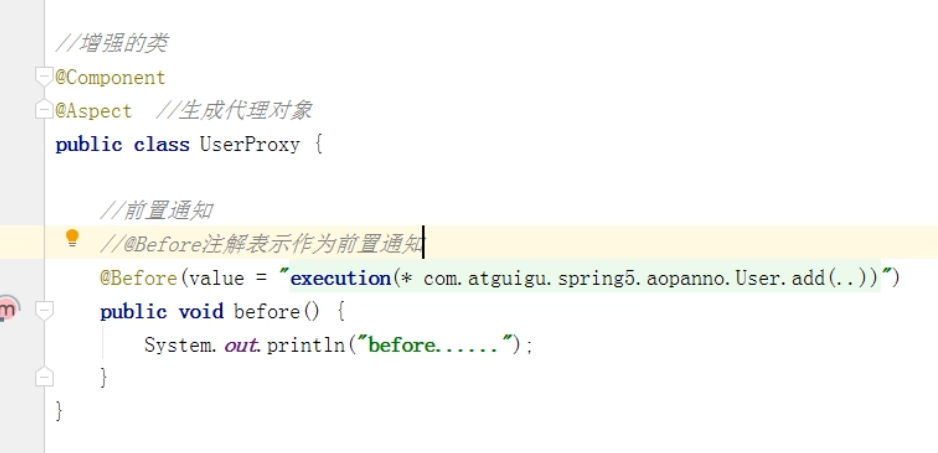 //增强的类
@Component
@Aspect  //生成代理对象
public class UserProxy {
//前置通知
//@Before注解表示作为前置通知
@Before(value = "execution(* com.atguigu.spring5.aopanno.User.add(..))")
public void before() {
System.out.println("before......");
}
}
m